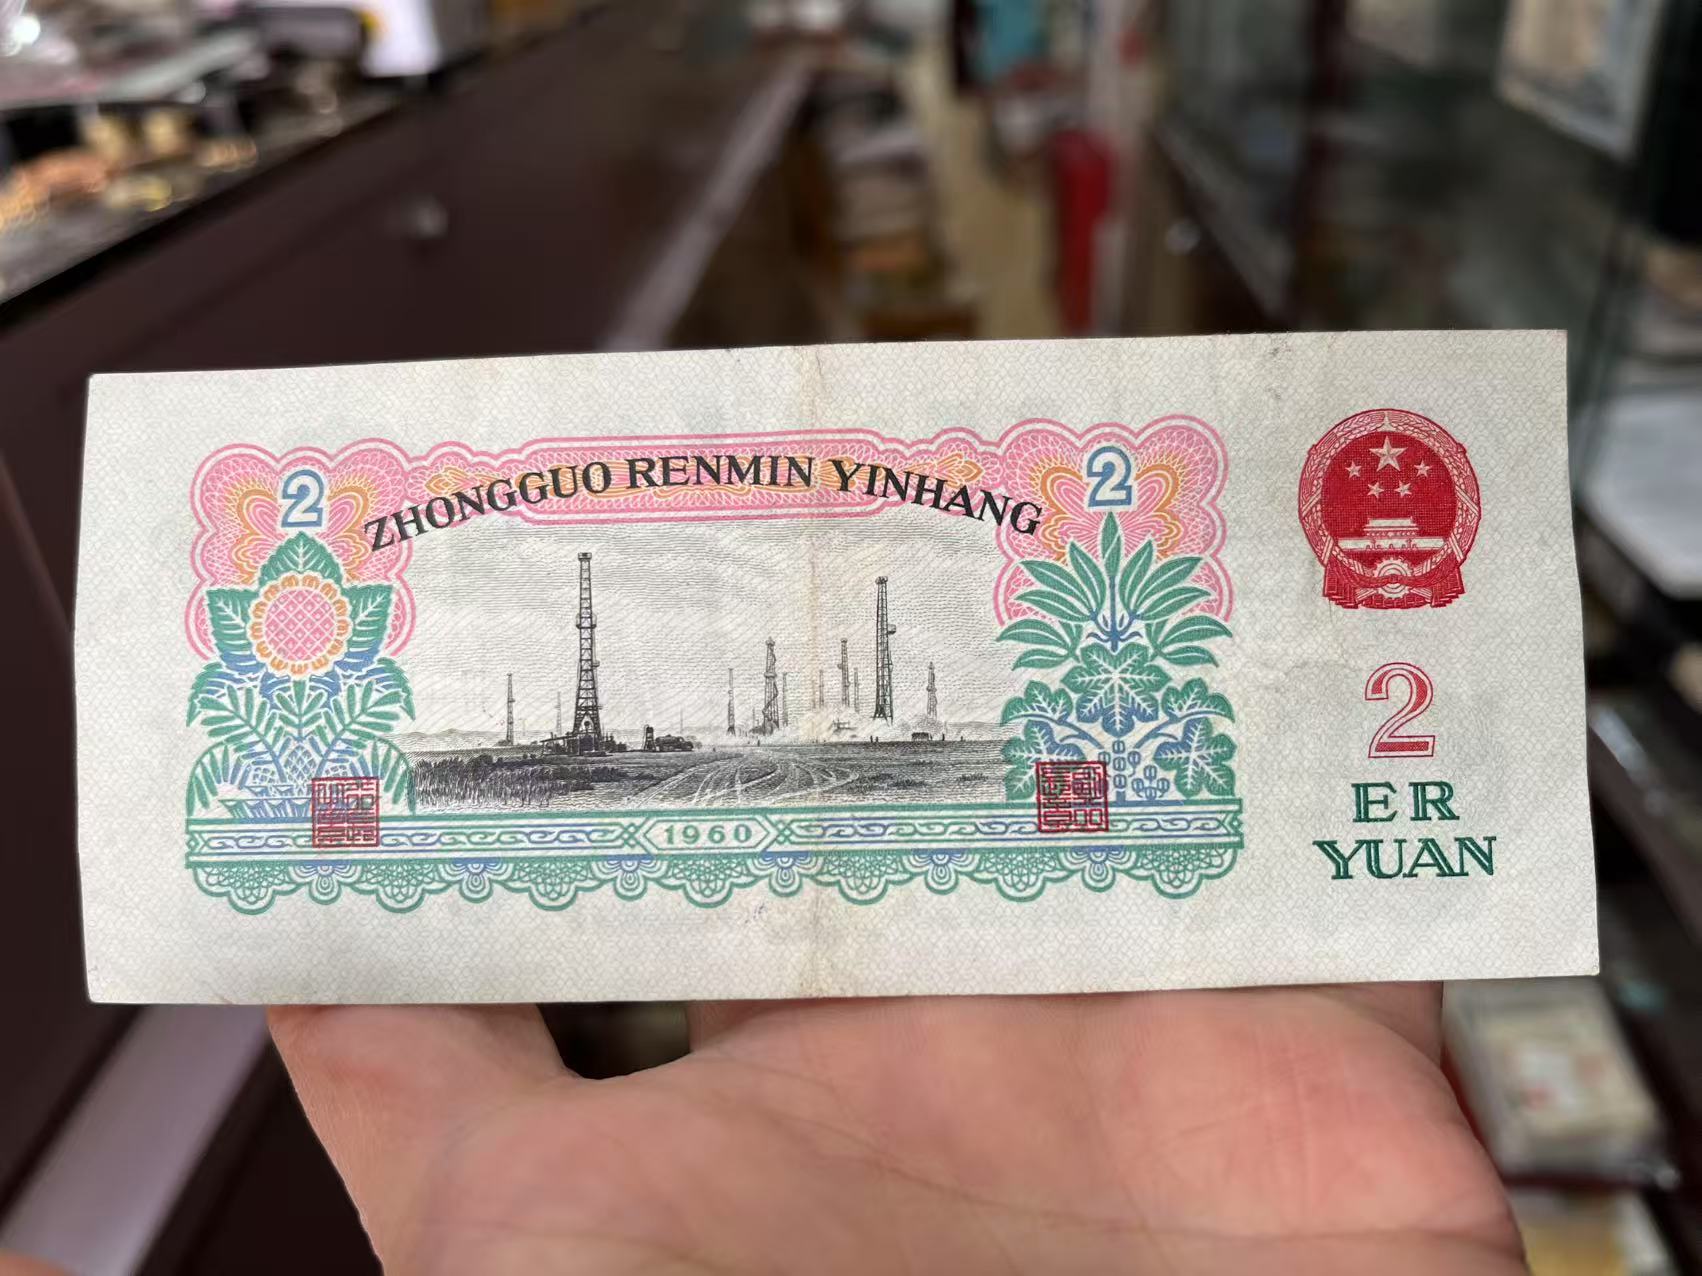 2
2
ZHONGGUO RENMIN YINHANG
2
ER
YUAN
1960